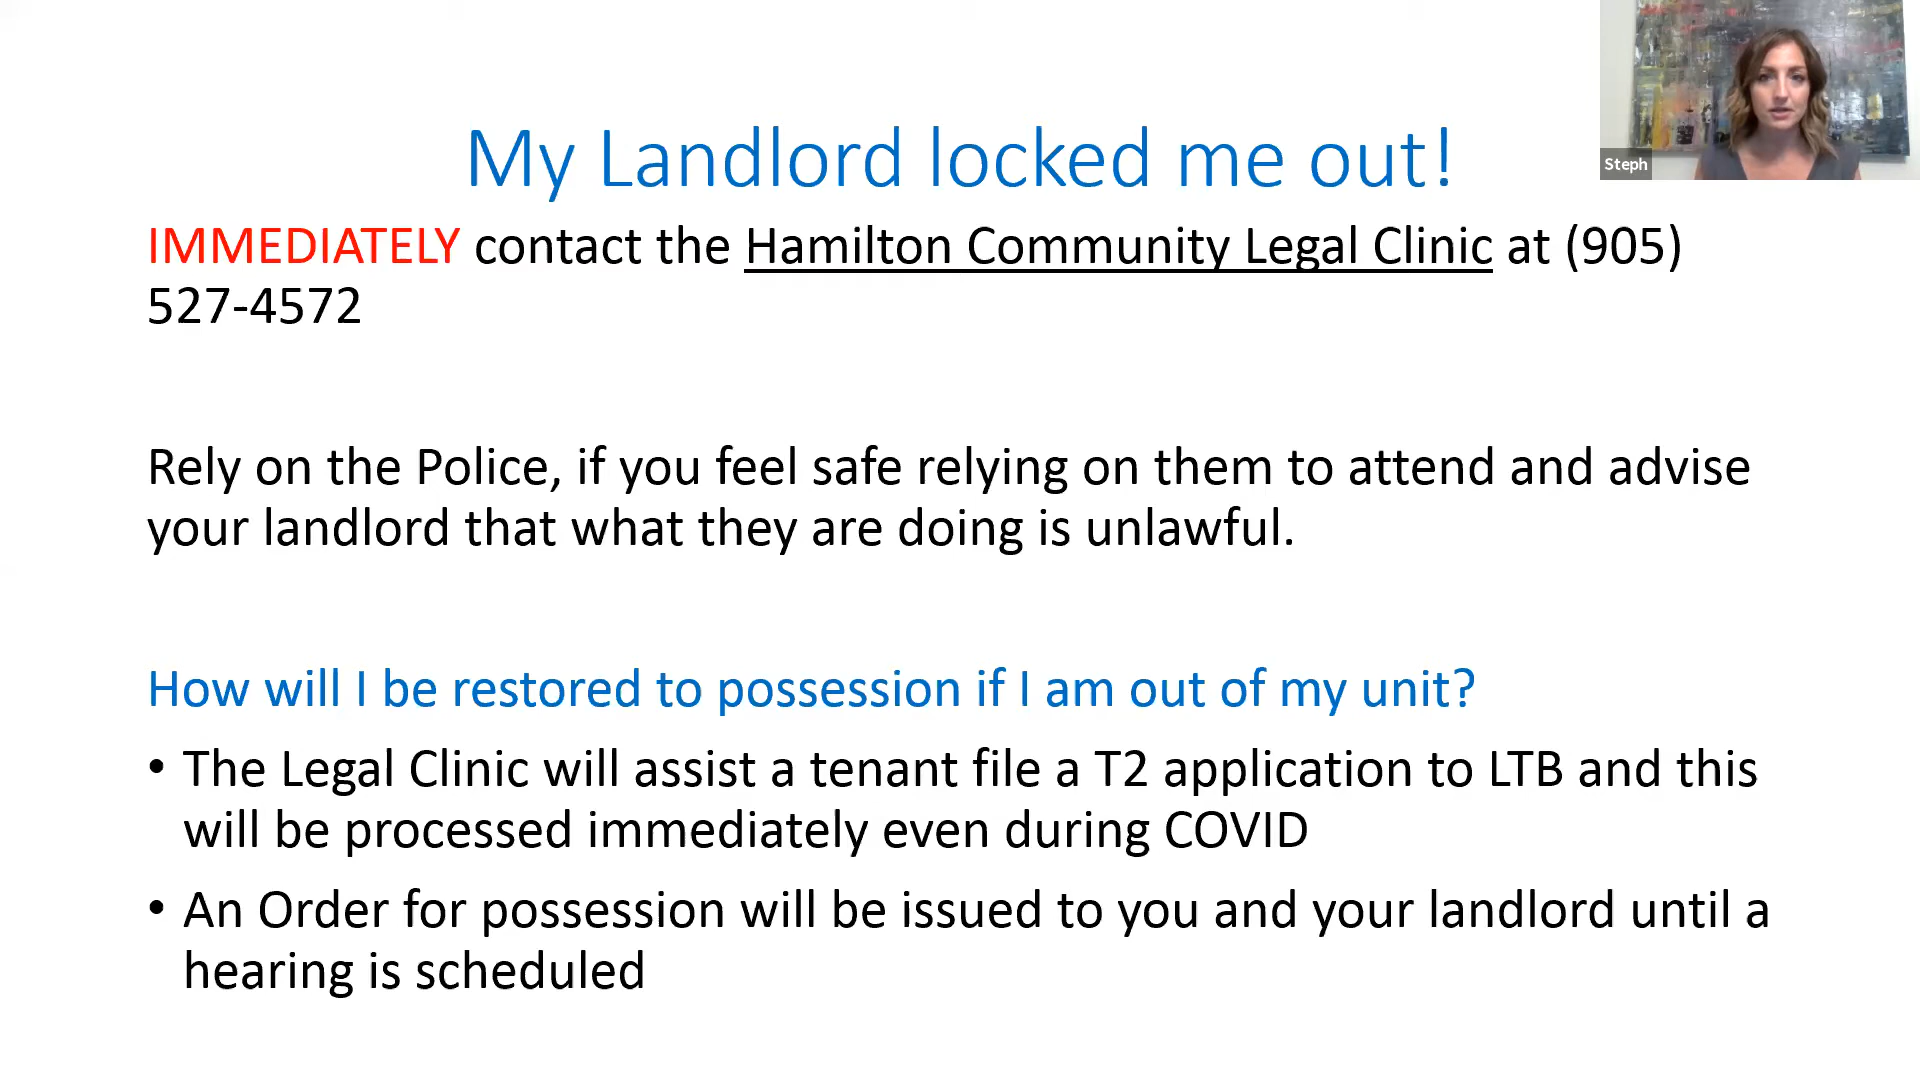 My Landlord locked me out!
Steph
IMMEDIATELY contact the Hamilton Community Legal Clinic at (905)
527-4572
Rely on the Police, if you feel safe relying on them to attend and advise
your landlord that what they are doing is unlawful.
How will I be restored to possession if I am out of my unit?
• The Legal Clinic will assist a tenant file a T2 application to LTB and this
will be processed immediately even during COVID
• An Order for possession will be issued to you and your landlord until a
hearing is scheduled